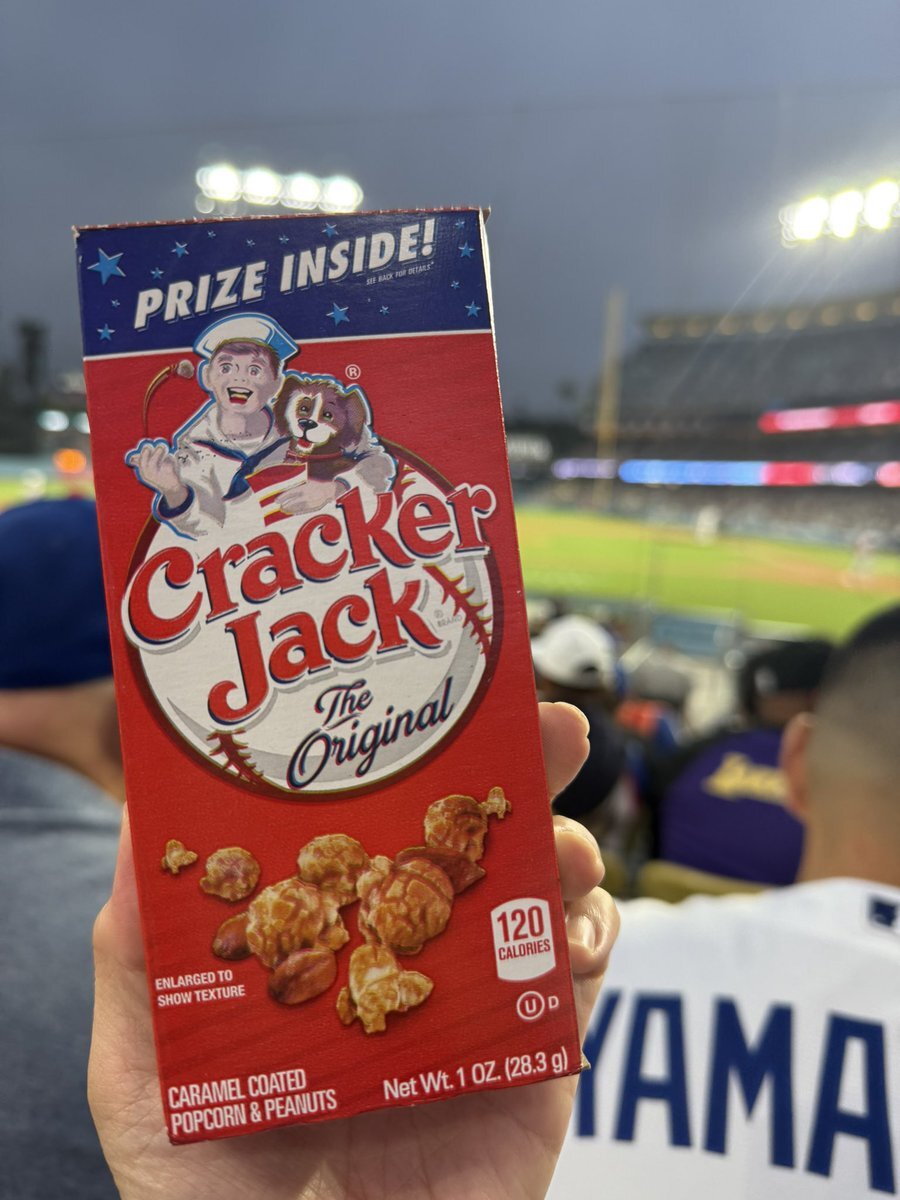 PRIZE INSIDE!
SEE BACK FOR DETAILS*
®
Cracker
Jack
®
BRAND
The
Original
120
CALORIES
ENLARGED TO
SHOW TEXTURE
U D
CARAMEL COATED
POPCORN & PEANUTS
Net Wt. 1 OZ. (28.3 g)
YAMA